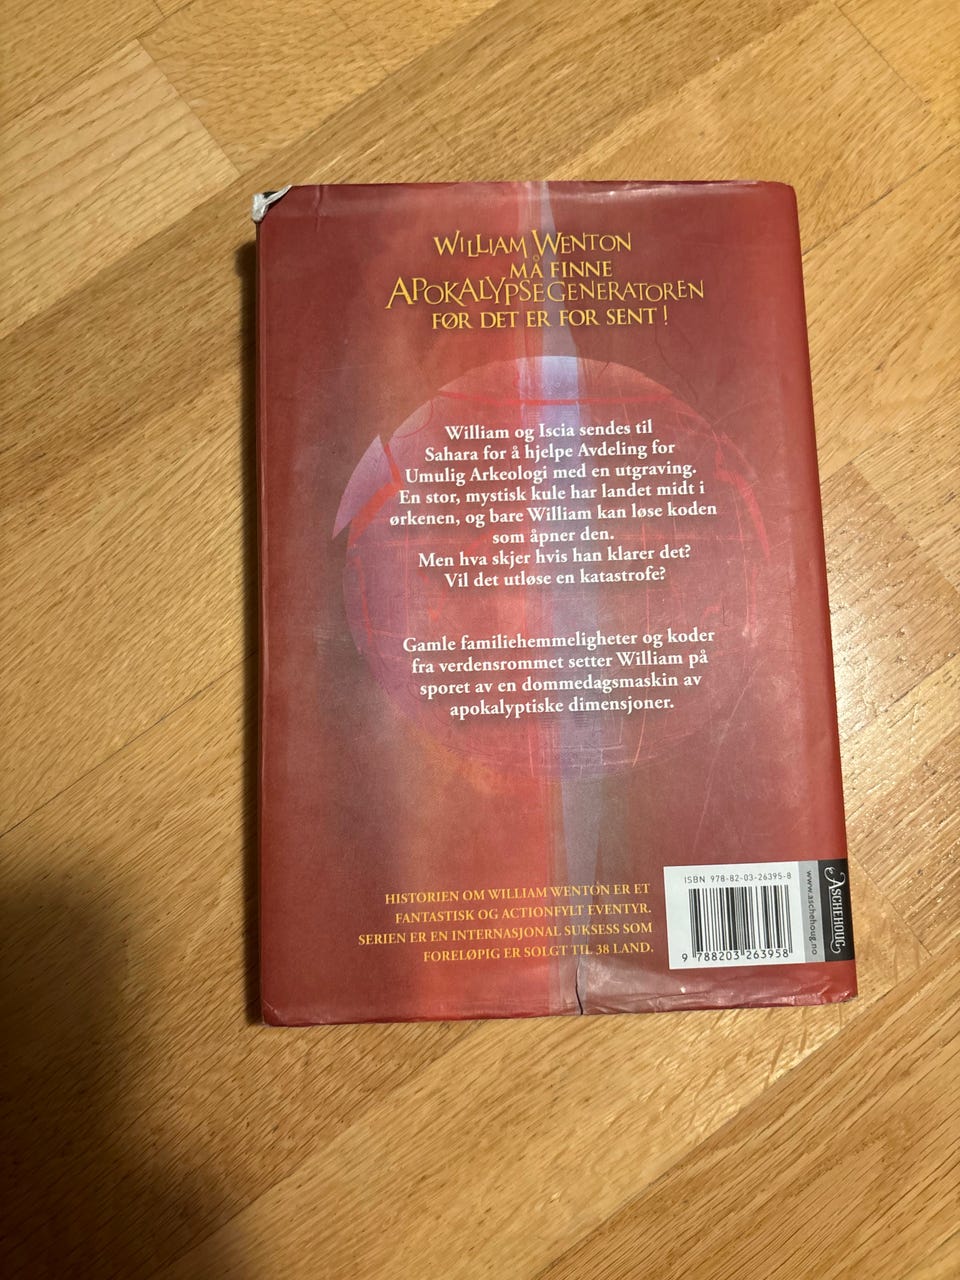 WILLIAM WENTON
MÅ FINNE
APOKALYPSEGENERATOREN
FØR DET ER FOR SENT!
William og Iscia sendes til
Sahara for å hjelpe Avdeling for
Umulig Arkeologi med en utgraving.
En stor, mystisk kule har landet midt i
ørkenen, og bare William kan løse koden
som åpner den.
Men hva skjer hvis han klarer det?
Vil det utløse en katastrofe?
Gamle familiehemmeligheter og koder
fra verdensrommet setter William på
sporet av en dommedagsmaskin av
apokalyptiske dimensjoner.
HISTORIEN OM WILLIAM WENTON ER ET
FANTASTISK OG ACTIONFYLT EVENTYR.
SERIEN ER EN INTERNASJONAL SUKSESS SOM
FORELØPIG ER SOLGT TIL 38 LAND.
ISBN 978-82-03-26395-8
9 788203 263958
www.aschehoug.no
ASCHEHOUG